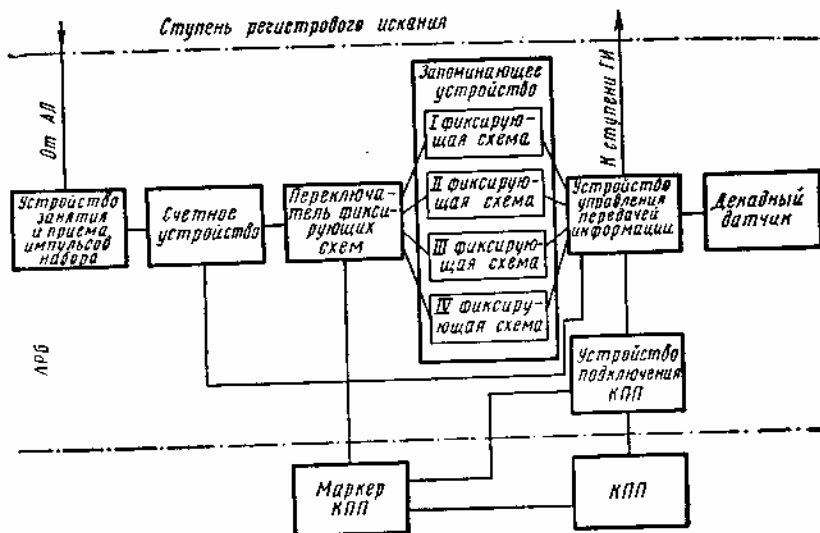 Ступень регистрового искания
От АЛ
К ступени ГИ
Запоминающее
устройство
I фиксирую-
щая схема
II фиксирую-
щая схема
III фиксирую-
щая схема
IV фиксиру-
ющая схема
Устройство
занятия
и приема
импульсов
набора
Счетное
устройство
Переключа-
тель фикси-
рующих
схем
Устройство
управления
передачей
информации
Декадный
датчик
АРБ
Устройство
подключения
КПП
Маркер
КПП
КПП